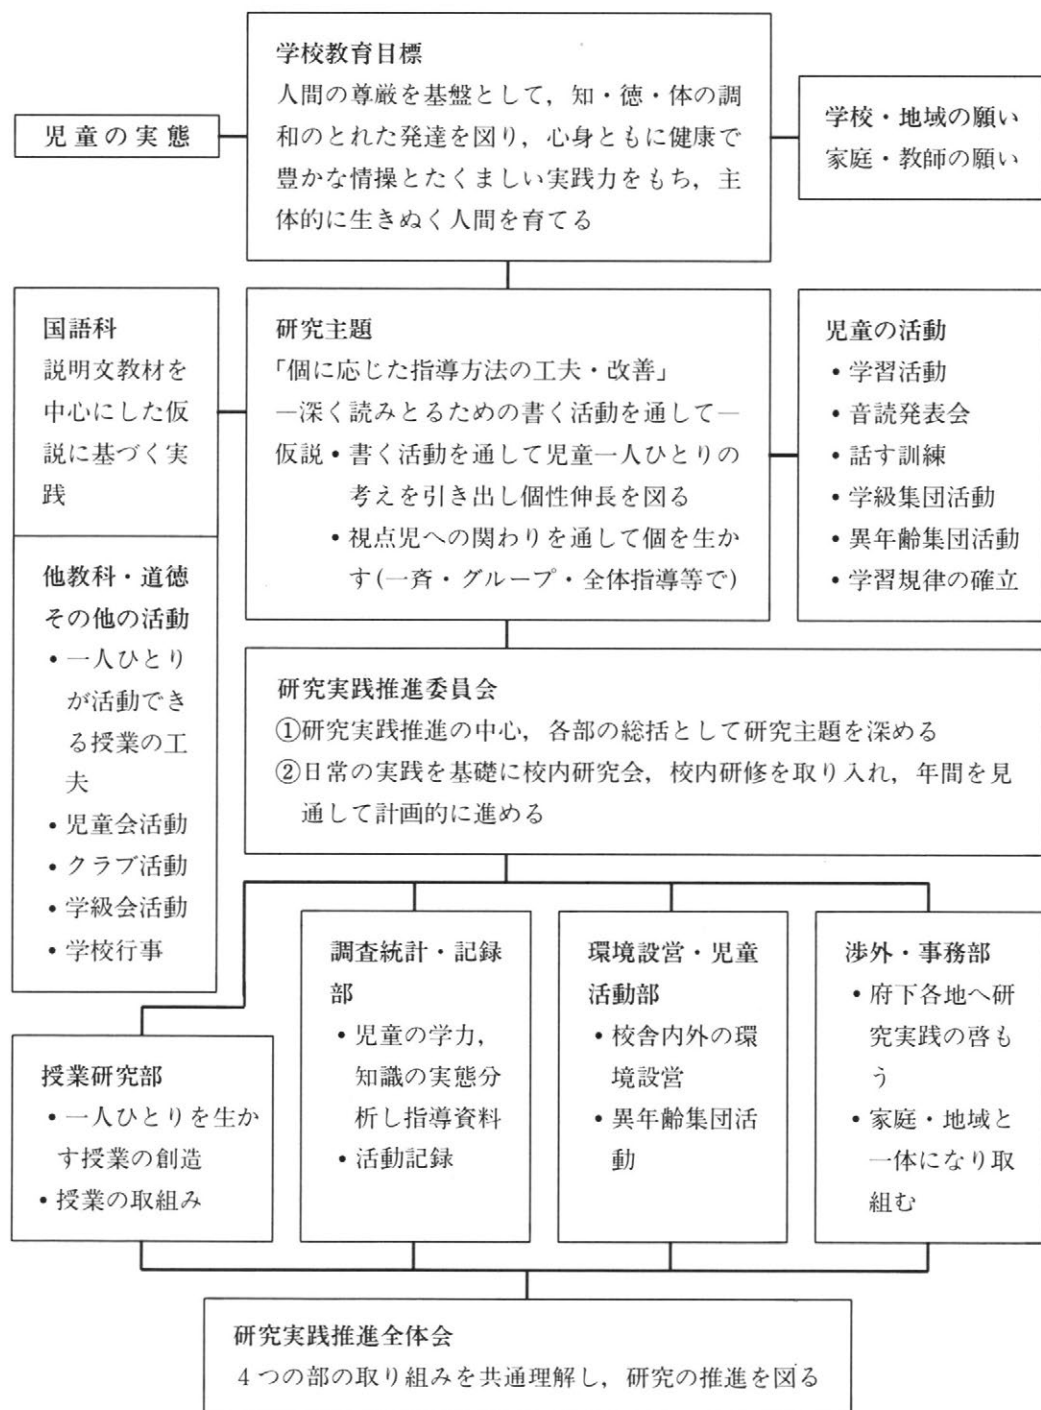 学校教育目標
人間の尊厳を基盤として，知・徳・体の調
和のとれた発達を図り，心身ともに健康で
豊かな情操とたくましい実践力をもち，主
体的に生きぬく人間を育てる
児童の実態
学校・地域の願い
家庭・教師の願い
国語科
説明文教材を
中心にした仮
説に基づく実
践
他教科・道徳
その他の活動
•一人ひとり
が活動でき
る授業の工
夫
•児童会活動
•クラブ活動
•学級会活動
•学校行事
研究主題
「個に応じた指導方法の工夫・改善」
―深く読みとるための書く活動を通して―
仮説•書く活動を通して児童一人ひとりの
考えを引き出し個性伸長を図る
•視点児への関わりを通して個を生か
す(一斉・グループ・全体指導等で)
児童の活動
•学習活動
•音読発表会
•話す訓練
•学級集団活動
•異年齢集団活動
•学習規律の確立
研究実践推進委員会
①研究実践推進の中心，各部の総括として研究主題を深める
②日常の実践を基礎に校内研究会，校内研修を取り入れ，年間を見
通して計画的に進める
授業研究部
•一人ひとりを生か
す授業の創造
•授業の取組み
調査統計・記録
部
•児童の学力，
知識の実態分
析し指導資料
•活動記録
環境設営・児童
活動部
•校舎内外の環
境設営
•異年齢集団活
動
渉外・事務部
•府下各地へ研
究実践の啓も
う
•家庭・地域と
一体になり取
組む
研究実践推進全体会
4つの部の取り組みを共通理解し，研究の推進を図る